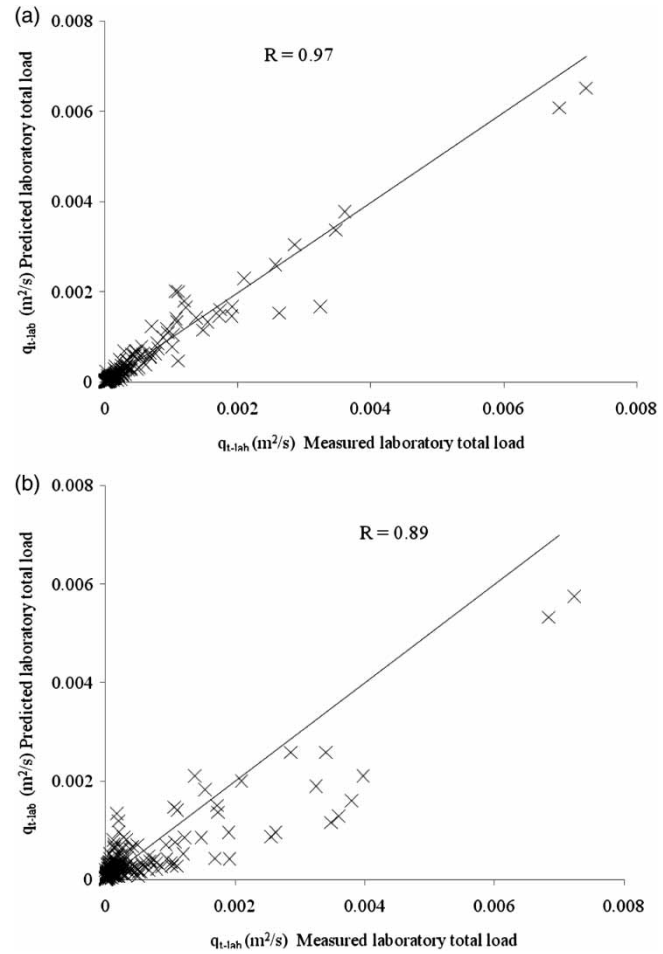 (a)
0.008
R = 0.97
0.006
0.004
0.002
0
qt-lab (m²/s) Predicted laboratory total load
0 0.002 0.004 0.006 0.008
qt-lab (m²/s) Measured laboratory total load
(b)
0.008
R = 0.89
0.006
0.004
0.002
0
qt-lab (m²/s) Predicted laboratory total load
0 0.002 0.004 0.006 0.008
qt-lab (m²/s) Measured laboratory total load